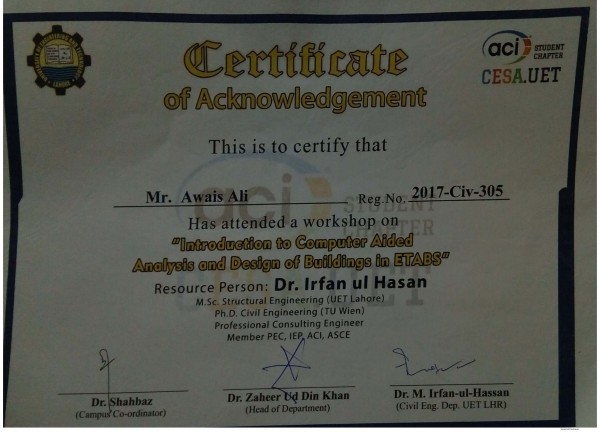 aci STUDENT
CHAPTER
CESA.UET
Certificate
of Acknowledgement
This is to certify that
Mr. Awais Ali Reg.No. 2017-Civ-305
Has attended a workshop on
"Introduction to Computer Aided
Analysis and Design of Buildings in ETABS"
Resource Person: Dr. Irfan ul Hasan
M.Sc. Structural Engineering (UET Lahore)
Ph.D. Civil Engineering (TU Wien)
Professional Consulting Engineer
Member PEC, IEP, ACI, ASCE
Dr. Shahbaz
(Campus Co-ordinator)
Dr. Zaheer Ud Din Khan
(Head of Department)
Dr. M. Irfan-ul-Hassan
(Civil Eng. Dep. UET LHR)
aci STUDENT
CHAPTER
UET